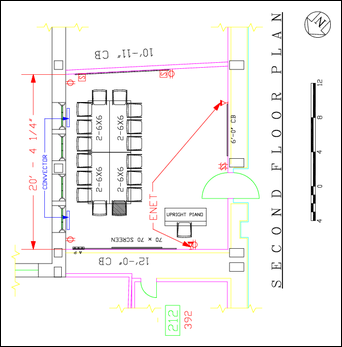 10'-11" CB
SECOND FLOOR PLAN
N
20' - 4 1/4"
CONVECTOR
2-6X6
2-6X6
2-6X6
2-6X6
6'-0" CB
ENET
UPRIGHT PIANO
70 x 70 SCREEN
12'-0" CB
212
392
12
8
4
0
4